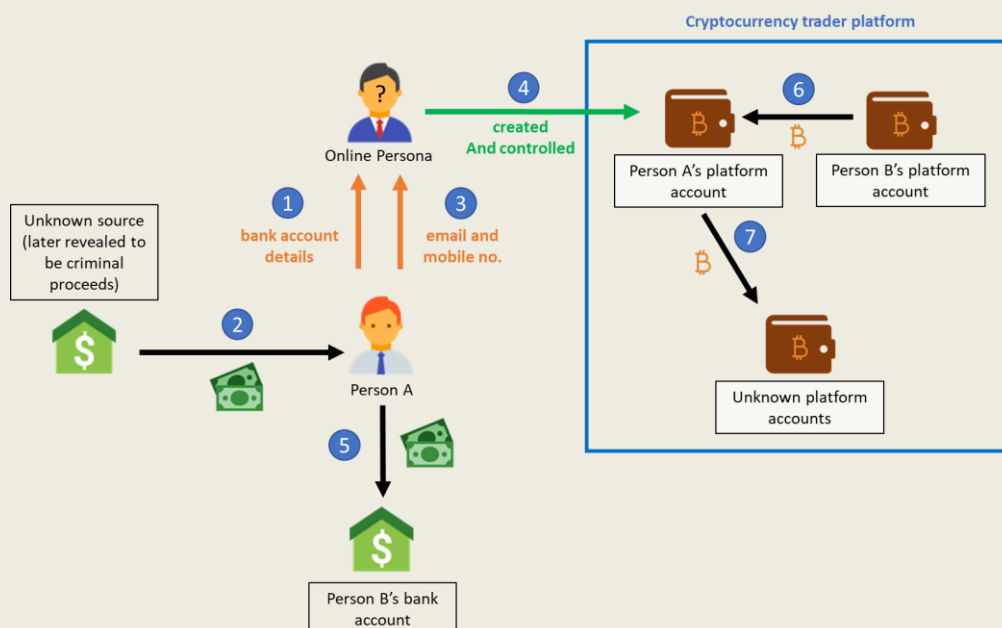 Cryptocurrency trader platform
?
Online Persona
4
created
And controlled
6
Person A's platform
account
Person B's platform
account
1
bank account
details
3
email and
mobile no.
7
Unknown source
(later revealed to
be criminal
proceeds)
$
2
Person A
Unknown platform
accounts
5
$
Person B's bank
account